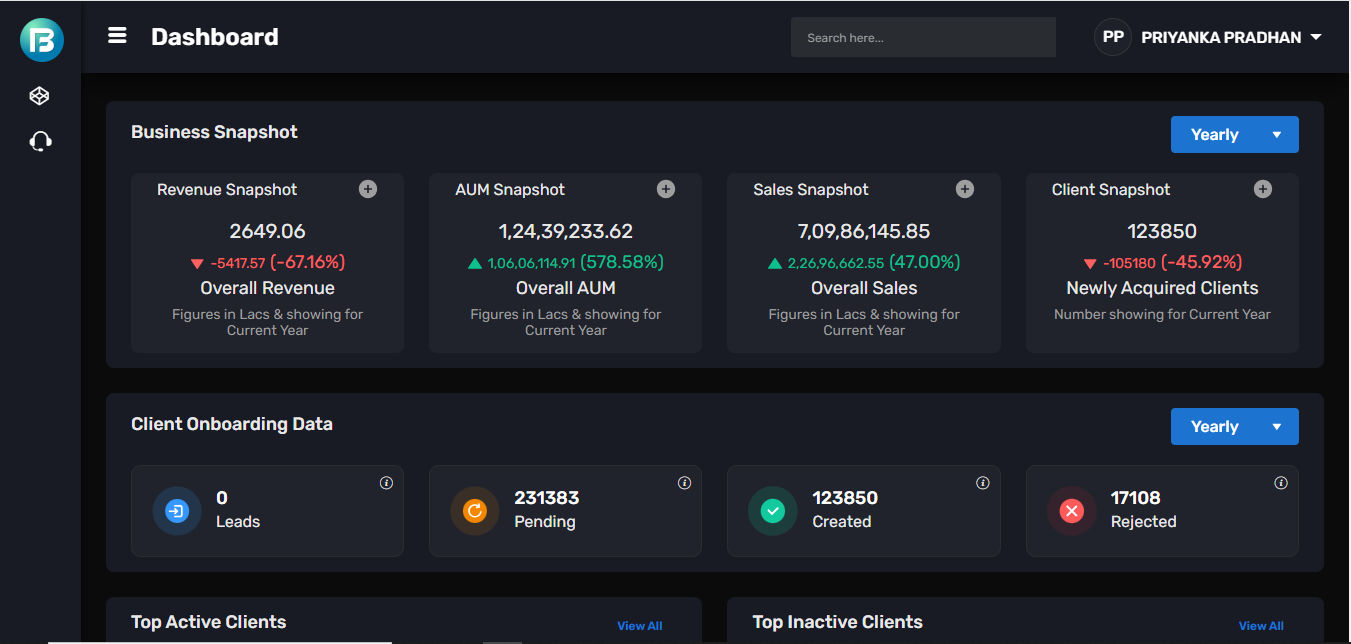 B
Dashboard
Search here...
PP
PRIYANKA PRADHAN
Business Snapshot
Yearly
Revenue Snapshot
2649.06
-5417.57 (-67.16%)
Overall Revenue
Figures in Lacs & showing for
Current Year
AUM Snapshot
1,24,39,233.62
1,06,06,114.91 (578.58%)
Overall AUM
Figures in Lacs & showing for
Current Year
Sales Snapshot
7,09,86,145.85
2,26,96,662.55 (47.00%)
Overall Sales
Figures in Lacs & showing for
Current Year
Client Snapshot
123850
-105180 (-45.92%)
Newly Acquired Clients
Number showing for Current Year
Client Onboarding Data
Yearly
0
Leads
231383
Pending
123850
Created
17108
Rejected
Top Active Clients
View All
Top Inactive Clients
View All